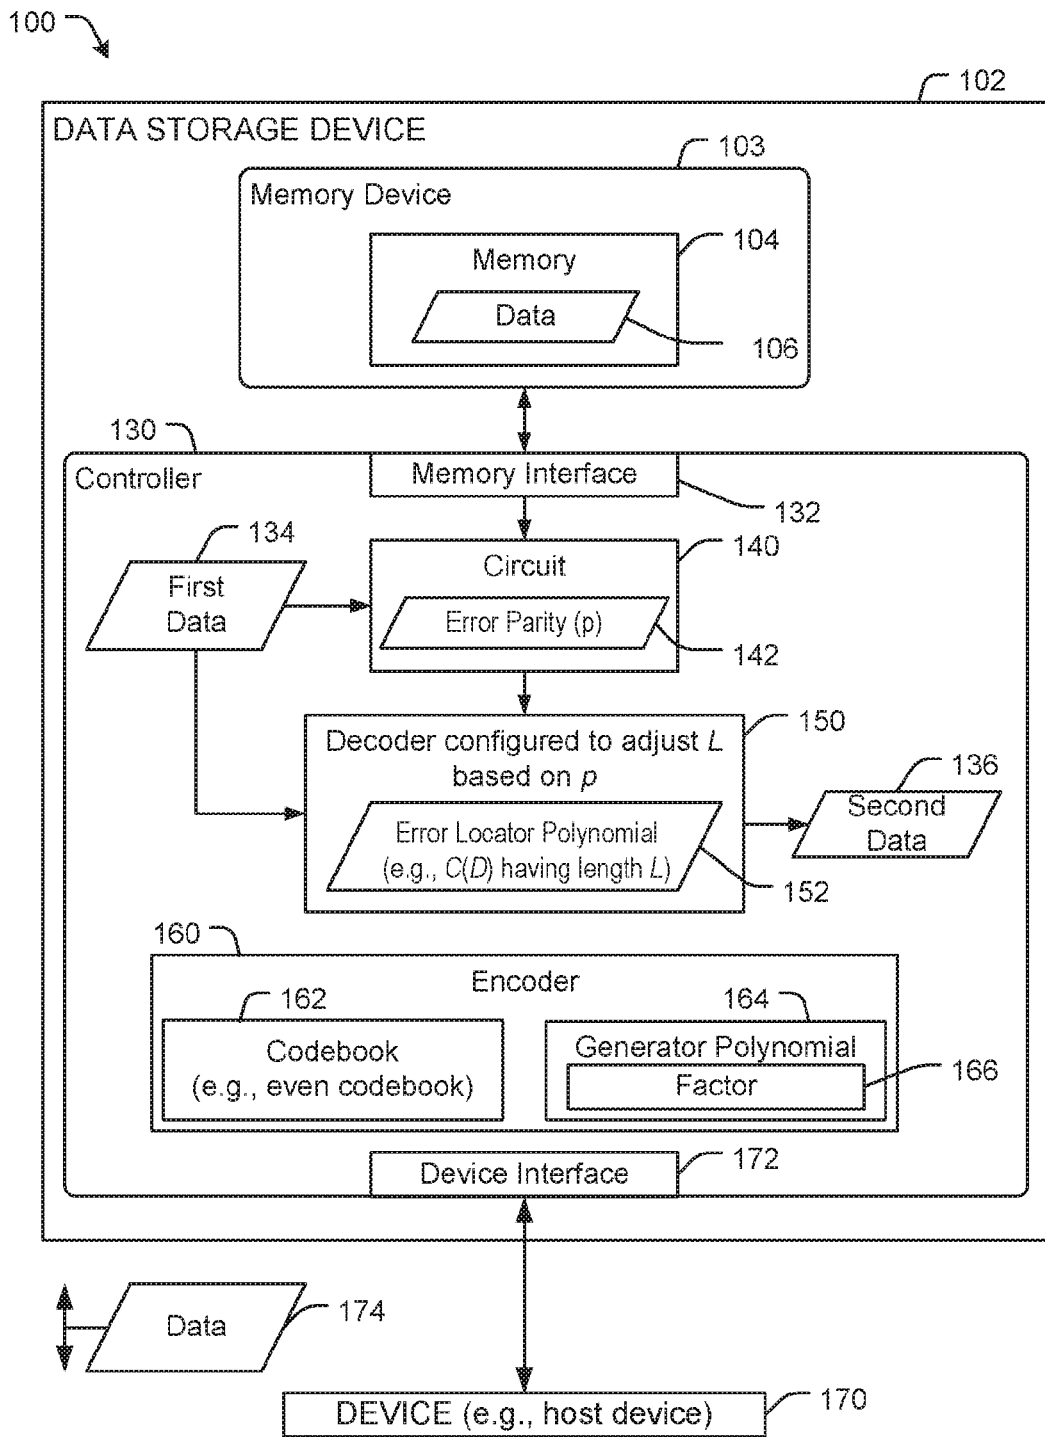 100
102
DATA STORAGE DEVICE
103
Memory Device
104
Memory
Data
106
130
Controller
Memory Interface
132
134
First
Data
140
Circuit
Error Parity (p)
142
150
Decoder configured to adjust L
based on p
136
Second
Data
Error Locator Polynomial
(e.g., C(D) having length L)
152
160
Encoder
162
Codebook
(e.g., even codebook)
164
Generator Polynomial
Factor
166
Device Interface
172
Data
174
DEVICE (e.g., host device)
170